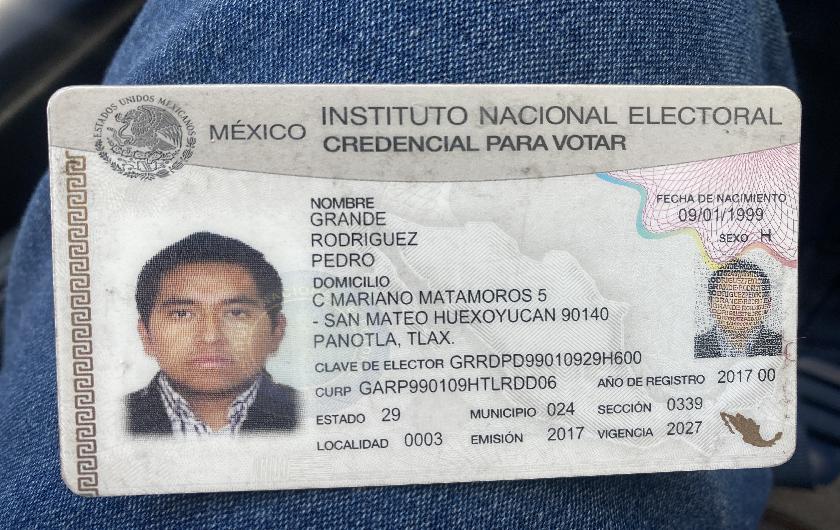 ESTADOS UNIDOS MEXICANOS
MÉXICO
INSTITUTO NACIONAL ELECTORAL
CREDENCIAL PARA VOTAR
NOMBRE
GRANDE
RODRIGUEZ
PEDRO
FECHA DE NACIMIENTO
09/01/1999
SEXO H
DOMICILIO
C MARIANO MATAMOROS 5
- SAN MATEO HUEXOYUCAN 90140
PANOTLA, TLAX.
CLAVE DE ELECTOR GRRDPD99010929H600
CURP GARP990109HTLRDD06 AÑO DE REGISTRO 2017 00
ESTADO 29 MUNICIPIO 024 SECCIÓN 0339
LOCALIDAD 0003 EMISIÓN 2017 VIGENCIA 2027